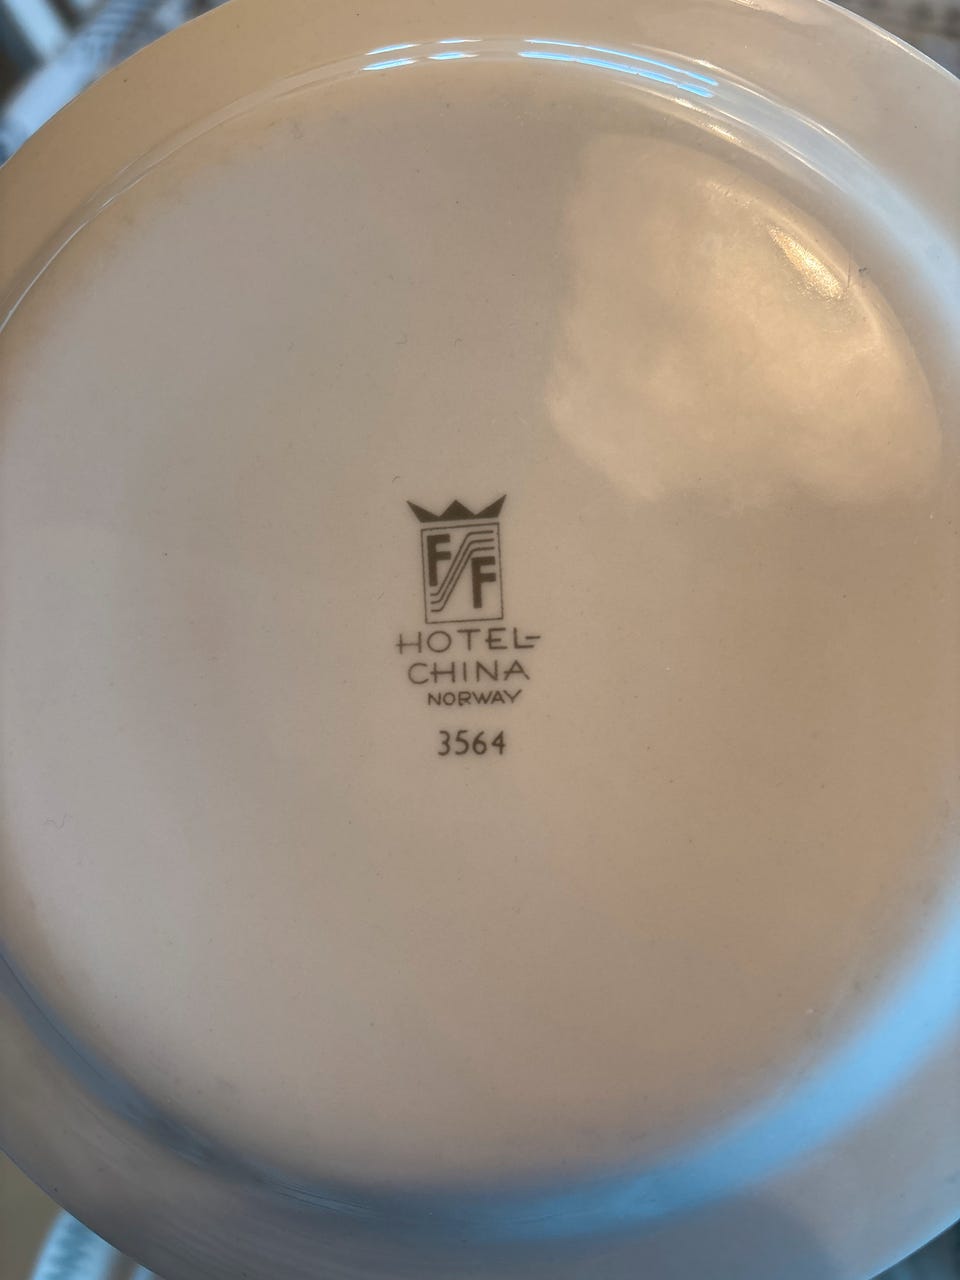 F
F
HOTEL-
CHINA
NORWAY
3564